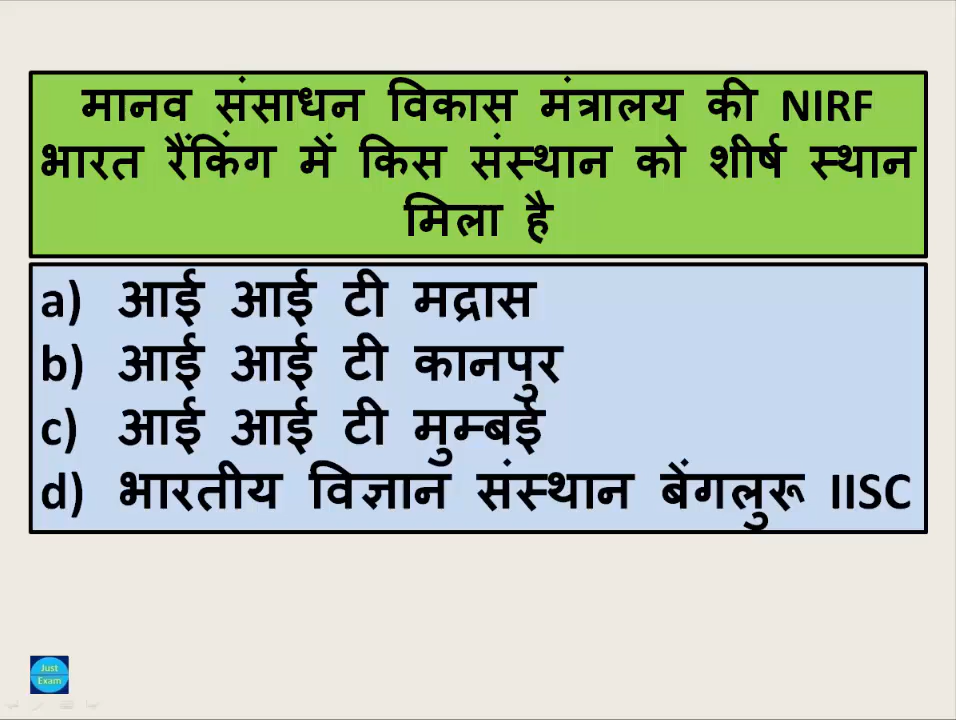 मानव संसाधन विकास मंत्रालय की NIRF
भारत रैंकिंग में किस संस्थान को शीर्ष स्थान
मिला है
a) आई आई टी मद्रास
b) आई आई टी कानपुर
c) आई आई टी मुम्बई
d) भारतीय विज्ञान संस्थान बेंगलुरू IISC
Just
Exam